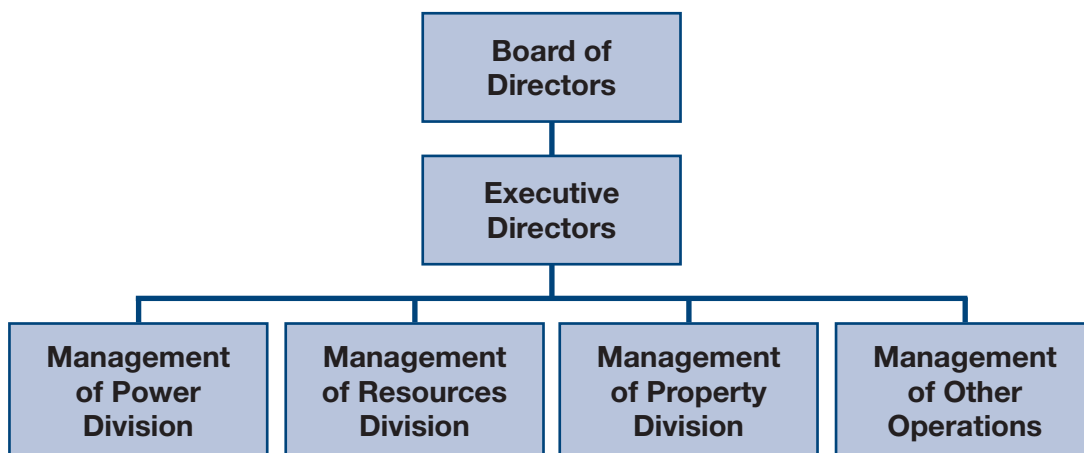 Board of
Directors
Executive
Directors
Management
of Power
Division
Management
of Resources
Division
Management
of Property
Division
Management
of Other
Operations